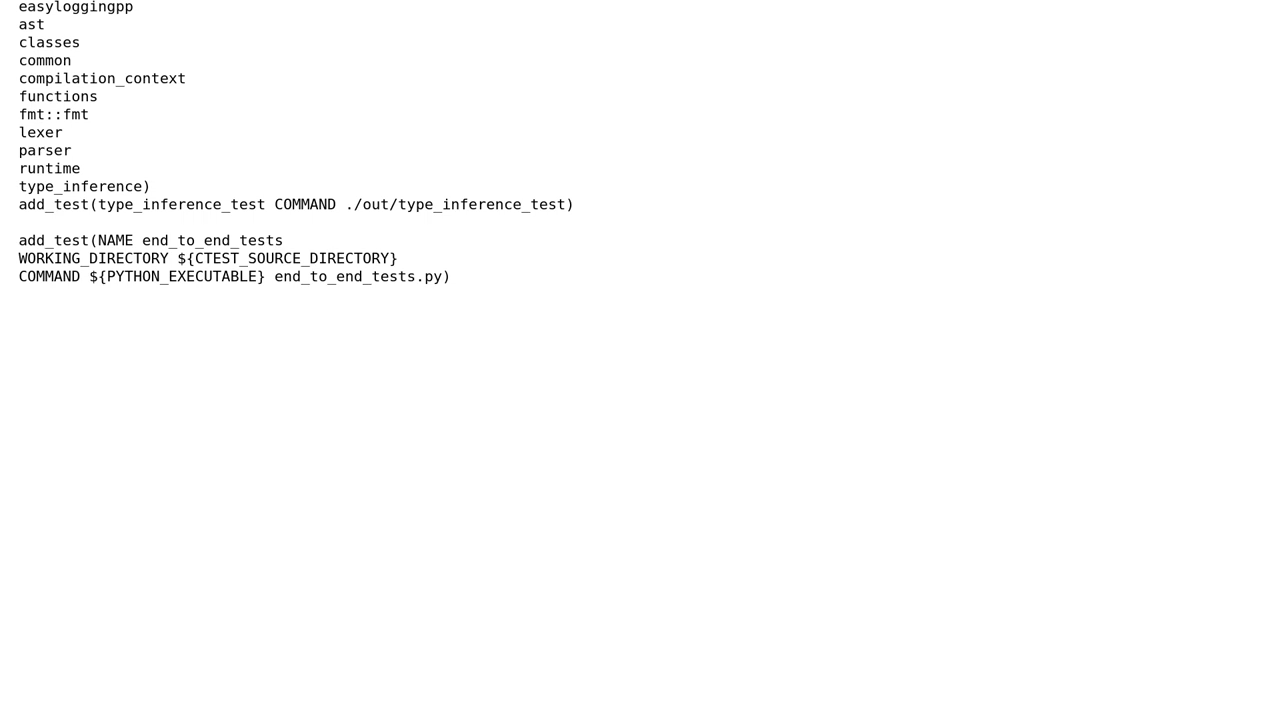 easyloggingpp
ast
classes
common
compilation_context
functions
fmt::fmt
lexer
parser
runtime
type_inference)
add_test(type_inference_test COMMAND ./out/type_inference_test)

add_test(NAME end_to_end_tests
WORKING_DIRECTORY ${CTEST_SOURCE_DIRECTORY}
COMMAND ${PYTHON_EXECUTABLE} end_to_end_tests.py)